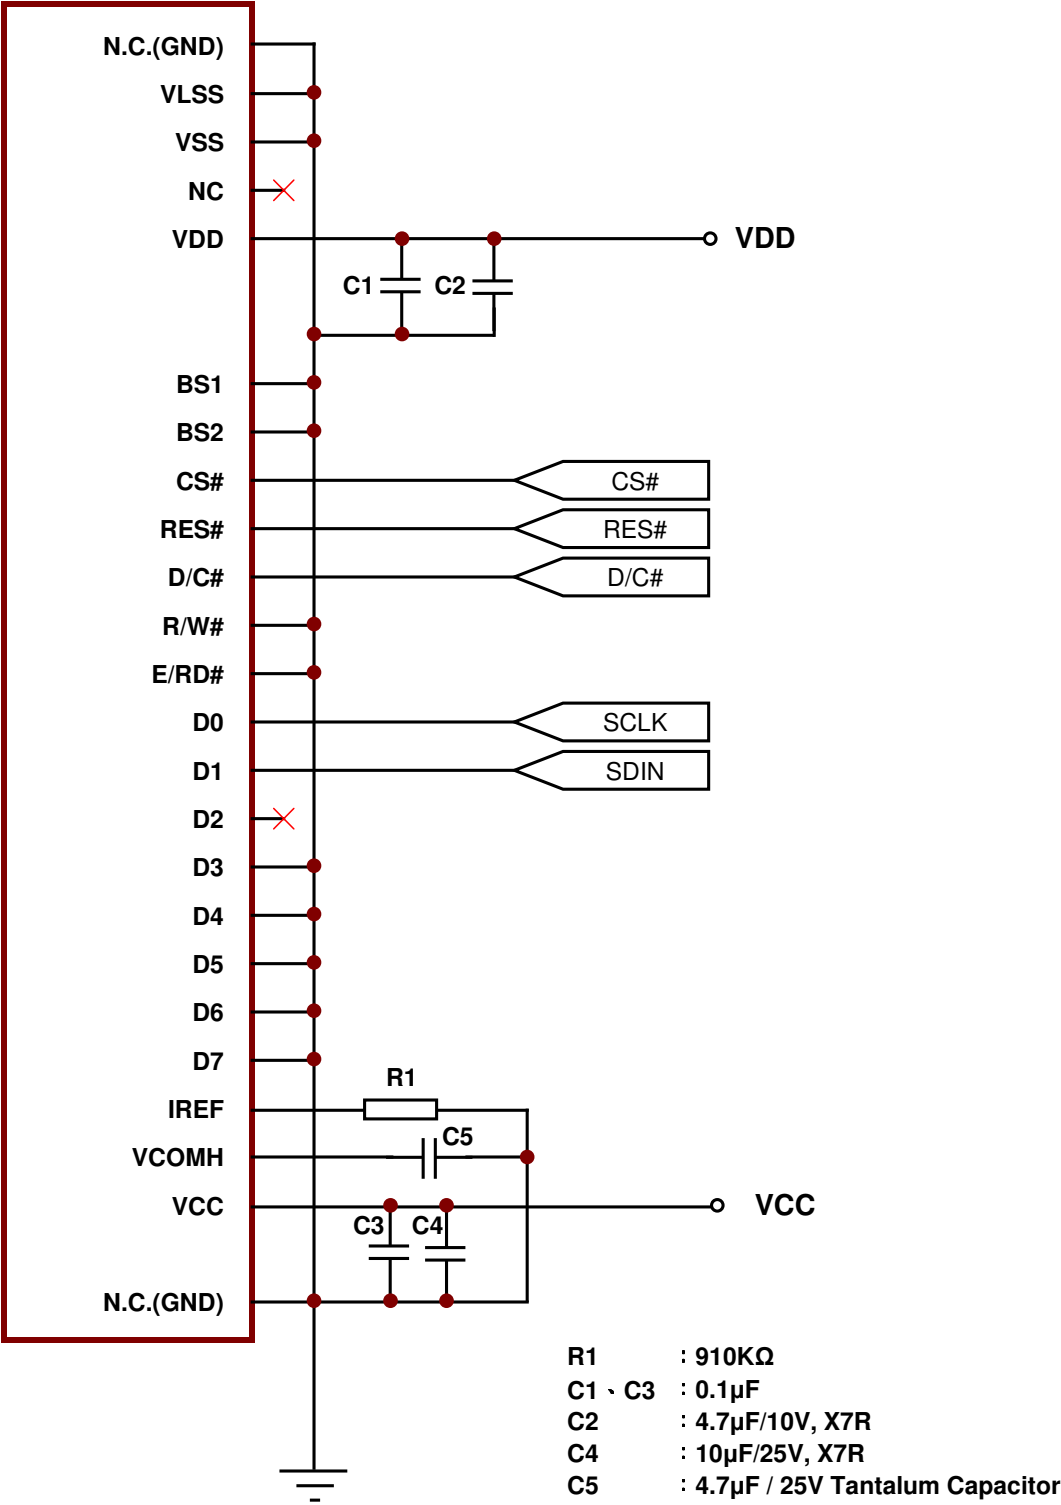 N.C.(GND)
VLSS
VSS
NC
VDD VDD
C1 C2
BS1
BS2
CS# CS#
RES# RES#
D/C# D/C#
R/W#
E/RD#
D0 SCLK
D1 SDIN
D2
D3
D4
D5
D6
D7
R1
IREF
C5
VCOMH
VCC VCC
C3 C4
N.C.(GND)
R1 : 910KΩ
C1、C3 : 0.1µF
C2 : 4.7µF/10V, X7R
C4 : 10µF/25V, X7R
C5 : 4.7µF / 25V Tantalum Capacitor